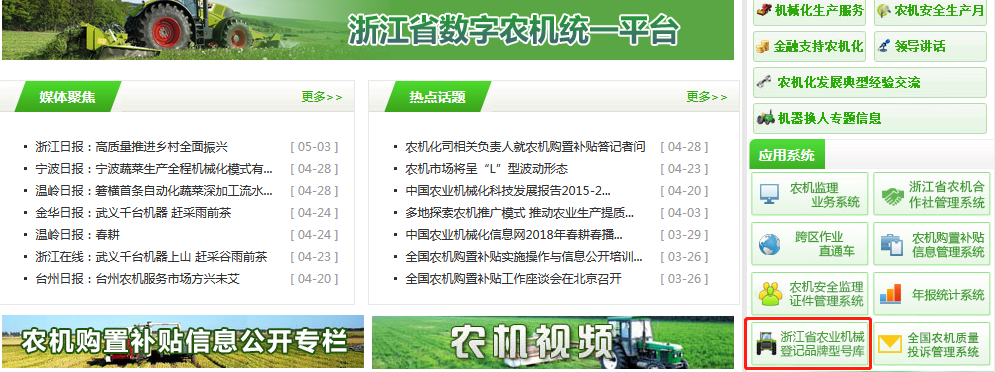 浙江省数字农机统一平台
媒体聚焦 更多>>
浙江日报：高质量推进乡村全面振兴 [ 05-03 ]
宁波日报：宁波蔬菜生产全程机械化模式有... [ 04-28 ]
温岭日报：箬横首条自动化蔬菜深加工流水... [ 04-28 ]
金华日报：武义千台机器 赶采雨前茶 [ 04-24 ]
温岭日报：春耕 [ 04-24 ]
浙江在线：武义千台机器上山 赶采谷雨前茶 [ 04-23 ]
台州日报：台州农机服务市场方兴未艾 [ 04-20 ]
热点话题 更多>>
农机化司相关负责人就农机购置补贴答记者问 [ 04-28 ]
农机市场将呈“L”型波动形态 [ 04-23 ]
中国农业机械化科技发展报告2015-2... [ 04-20 ]
多地探索农机推广模式 推动农业生产提质... [ 04-03 ]
中国农业机械化信息网2018年春耕春播... [ 03-29 ]
全国农机购置补贴实施操作与信息公开培训... [ 03-26 ]
全国农机购置补贴工作座谈会在北京召开 [ 03-26 ]
农机购置补贴信息公开专栏
农机视频
机械化生产服务
农机安全生产月
金融支持农机化
领导讲话
农机化发展典型经验交流
机器换人专题信息
应用系统
农机监理
业务系统
浙江省农机合
作社管理系统
跨区作业
直通车
农机购置补贴
信息管理系统
农机安全监理
证件管理系统
年报统计系统
浙江省农业机械
登记品牌型号库
全国农机质量
投诉管理系统